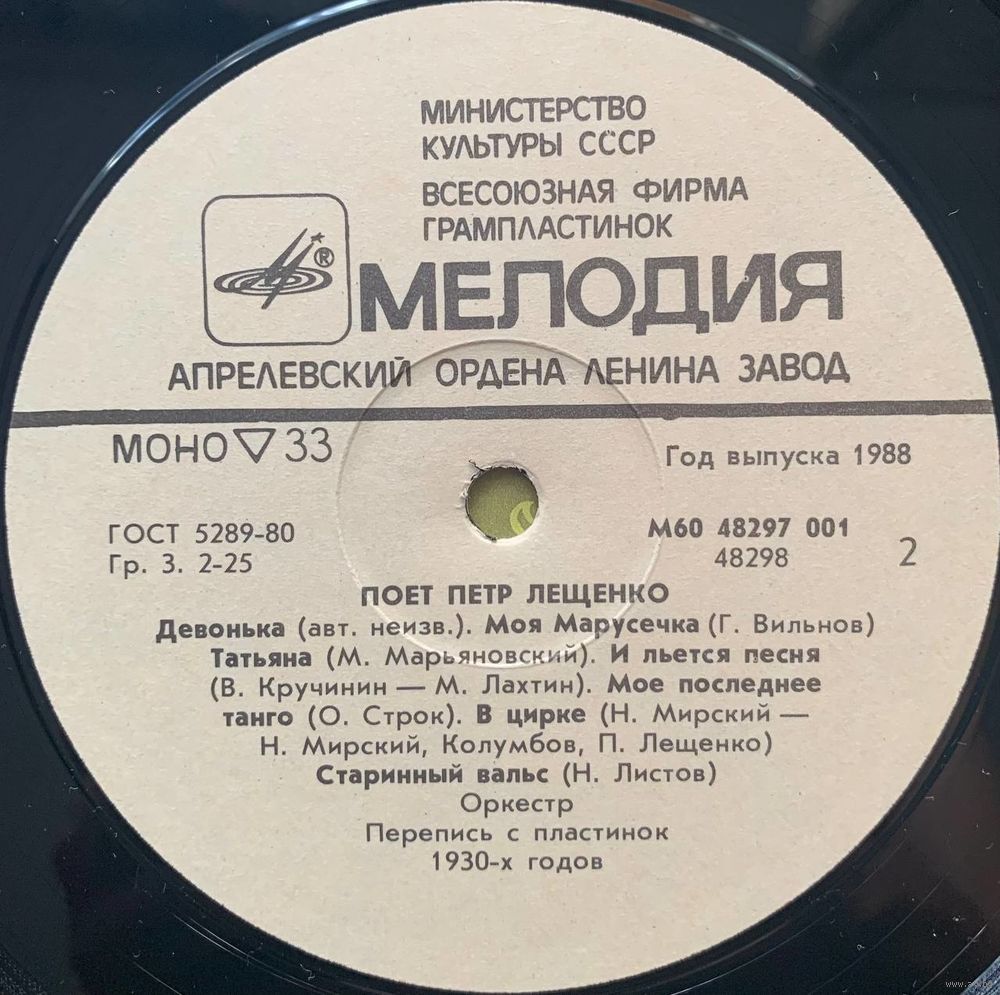 МИНИСТЕРСТВО
КУЛЬТУРЫ СССР
ВСЕСОЮЗНАЯ ФИРМА
ГРАМПЛАСТИНОК
®
МЕЛОДИЯ
АПРЕЛЕВСКИЙ ОРДЕНА ЛЕНИНА ЗАВОД
МОНО ▽ 33
Год выпуска 1988
ГОСТ 5289-80
Гр. 3. 2-25
М60 48297 001
48298
2
ПОЕТ ПЕТР ЛЕЩЕНКО
Девонька (авт. неизв.). Моя Марусечка (Г. Вильнов)
Татьяна (М. Марьяновский). И льется песня
(В. Кручинин — М. Лахтин). Мое последнее
танго (О. Строк). В цирке (Н. Мирский —
Н. Мирский, Колумбов, П. Лещенко)
Старинный вальс (Н. Листов)
Оркестр
Перепись с пластинок
1930-х годов